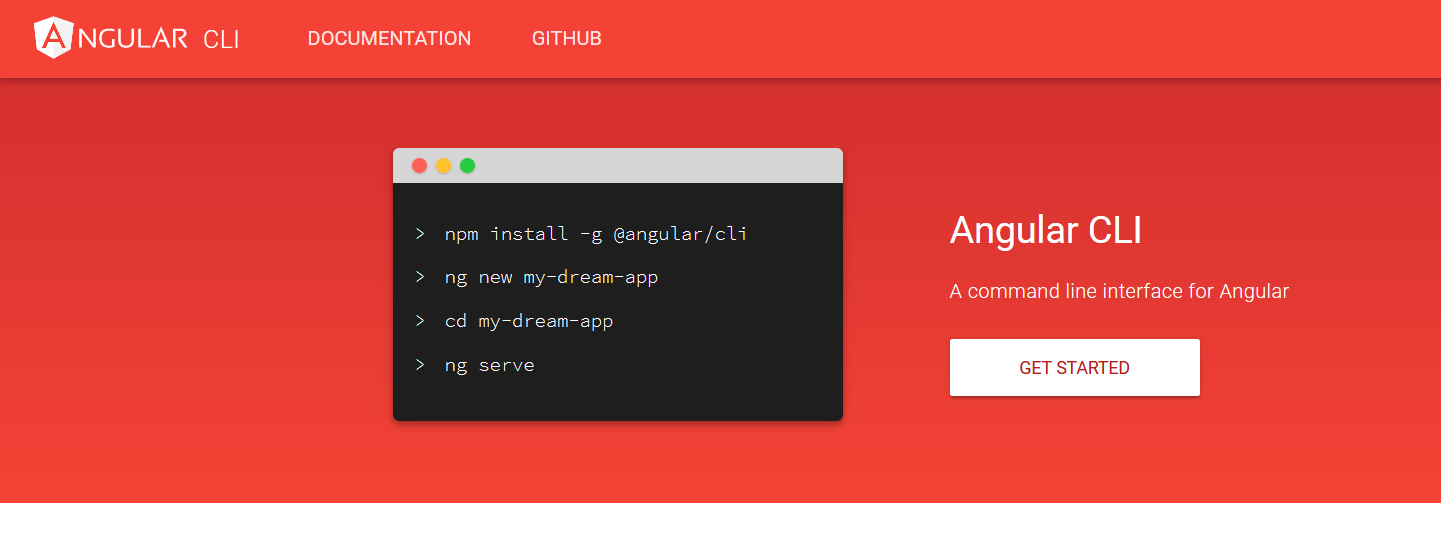 ANGULAR CLI DOCUMENTATION GITHUB
> npm install -g @angular/cli
> ng new my-dream-app
> cd my-dream-app
> ng serve
Angular CLI
A command line interface for Angular
GET STARTED